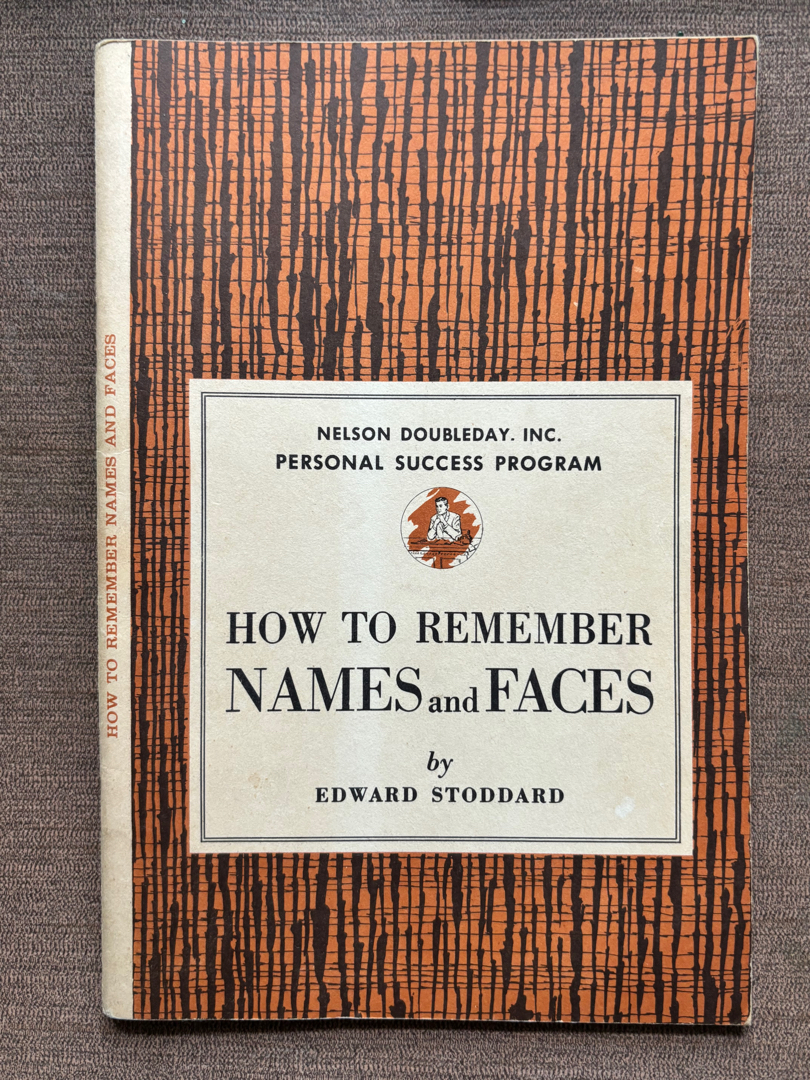 HOW TO REMEMBER NAMES AND FACES
NELSON DOUBLEDAY. INC.
PERSONAL SUCCESS PROGRAM
HOW TO REMEMBER
NAMES and FACES
by
EDWARD STODDARD